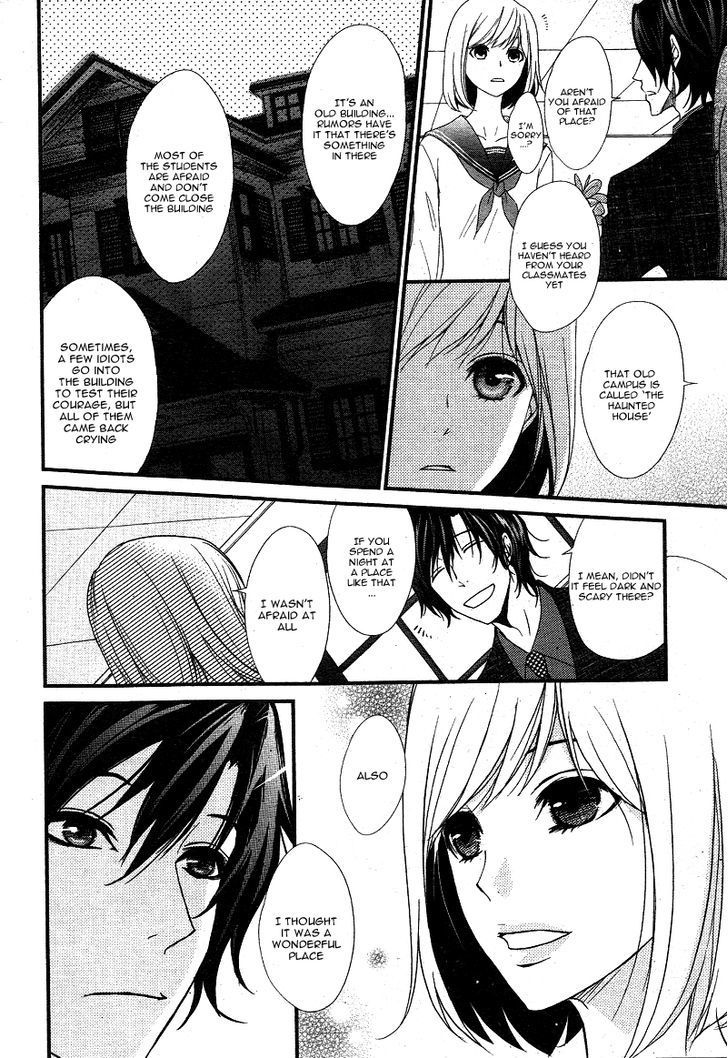 AREN'T
YOU AFRAID
OF THAT
PLACE?
I'M
SORRY
...?
I GUESS YOU
HAVEN'T HEARD
FROM YOUR
CLASSMATES
YET
THAT OLD
CAMPUS IS
CALLED 'THE
HAUNTED
HOUSE'
IT'S AN
OLD BUILDING...
RUMORS HAVE
IT THAT THERE'S
SOMETHING
IN THERE
MOST OF
THE STUDENTS
ARE AFRAID
AND DON'T
COME CLOSE
THE BUILDING
SOMETIMES,
A FEW IDIOTS
GO INTO
THE BUILDING
TO TEST THEIR
COURAGE, BUT
ALL OF THEM
CAME BACK
CRYING
I MEAN, DIDN'T
IT FEEL DARK AND
SCARY THERE?
IF YOU
SPEND A
NIGHT AT
A PLACE
LIKE THAT
...
I WASN'T
AFRAID AT
ALL
ALSO
I THOUGHT
IT WAS A
WONDERFUL
PLACE